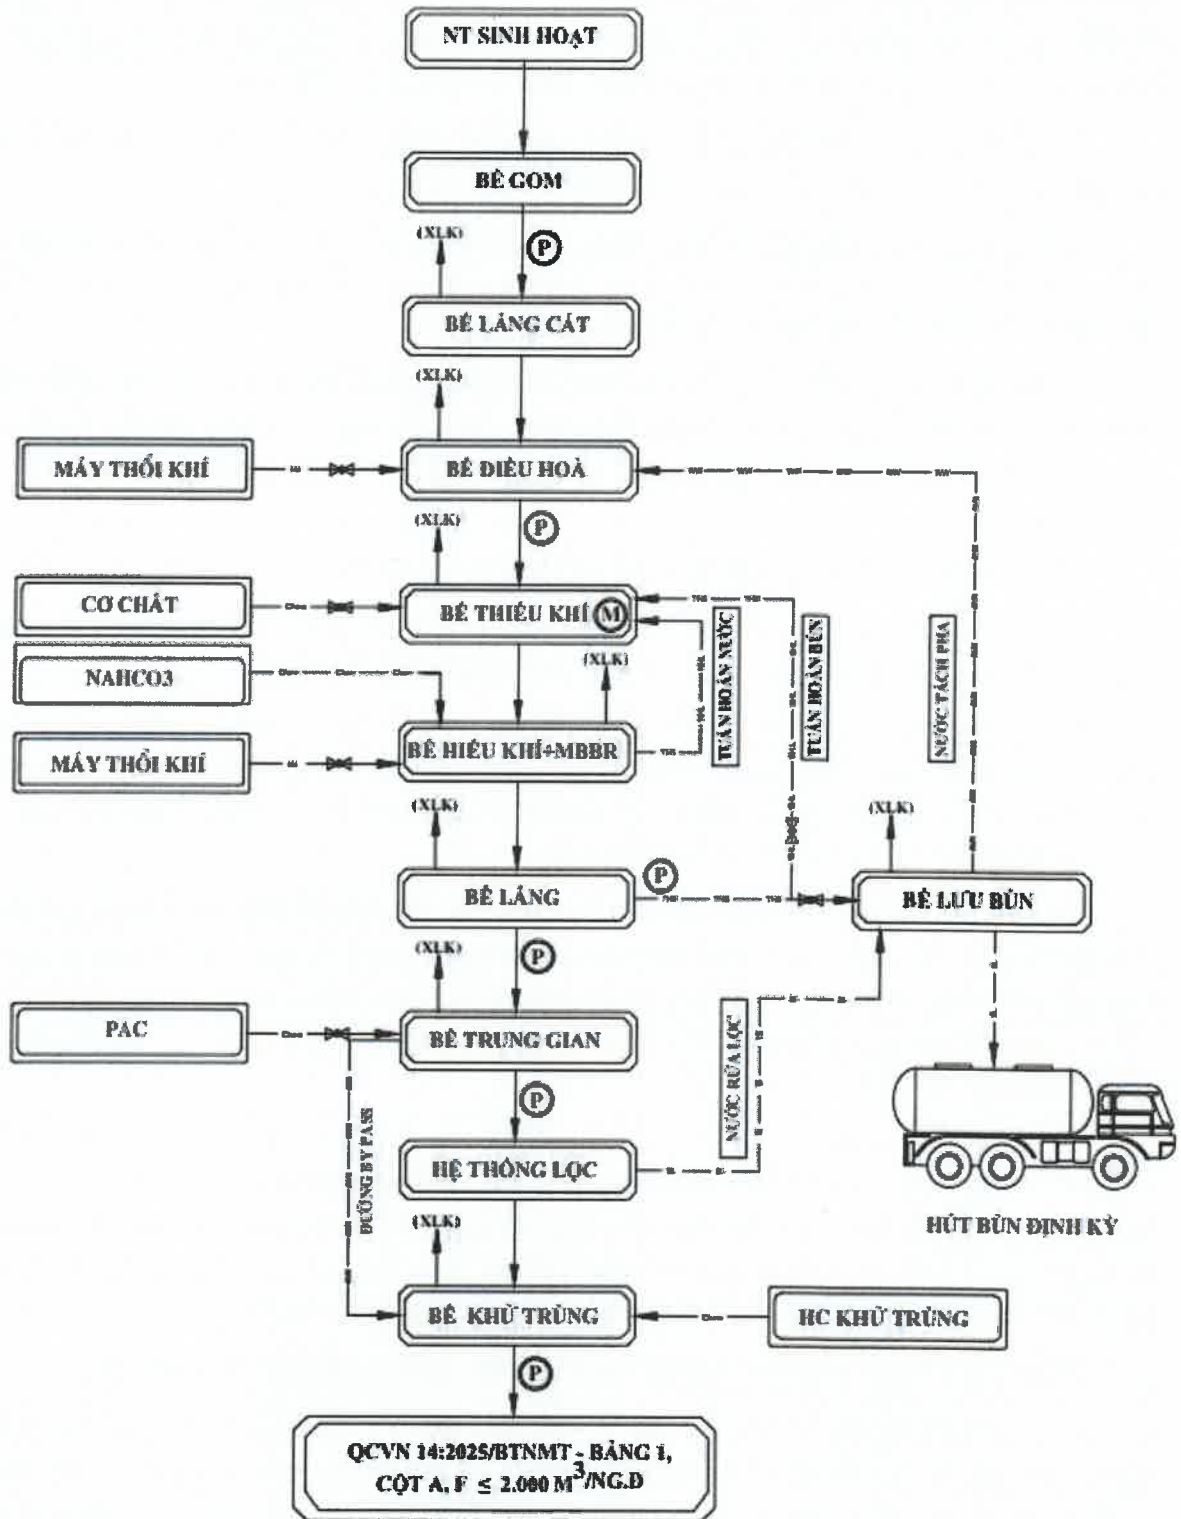 NT SINH HOẠT
BỂ GOM
(XLK)
P
BỂ LẮNG CÁT
(XLK)
MÁY THỔI KHÍ
BỂ ĐIỀU HOÀ
(XLK)
P
CƠ CHẤT
BỂ THIẾU KHÍ
M
NAHCO3
(XLK)
MÁY THỔI KHÍ
BỂ HIẾU KHÍ+MBBR
TUẦN HOÀN NƯỚC
TUẦN HOÀN BÙN
NƯỚC TÁCH PHA
(XLK)
(XLK)
BỂ LẮNG
P
BỂ LƯU BÙN
(XLK)
P
PAC
BỂ TRUNG GIAN
P
NƯỚC RỬA LỌC
ĐƯỜNG BY PASS
HỆ THỐNG LỌC
HÚT BÙN ĐỊNH KỲ
(XLK)
BỂ KHỬ TRÙNG
HC KHỬ TRÙNG
P
QCVN 14:2025/BTNMT - BẢNG 1,
CỘT A, F ≤ 2.000 M³/NG.Đ